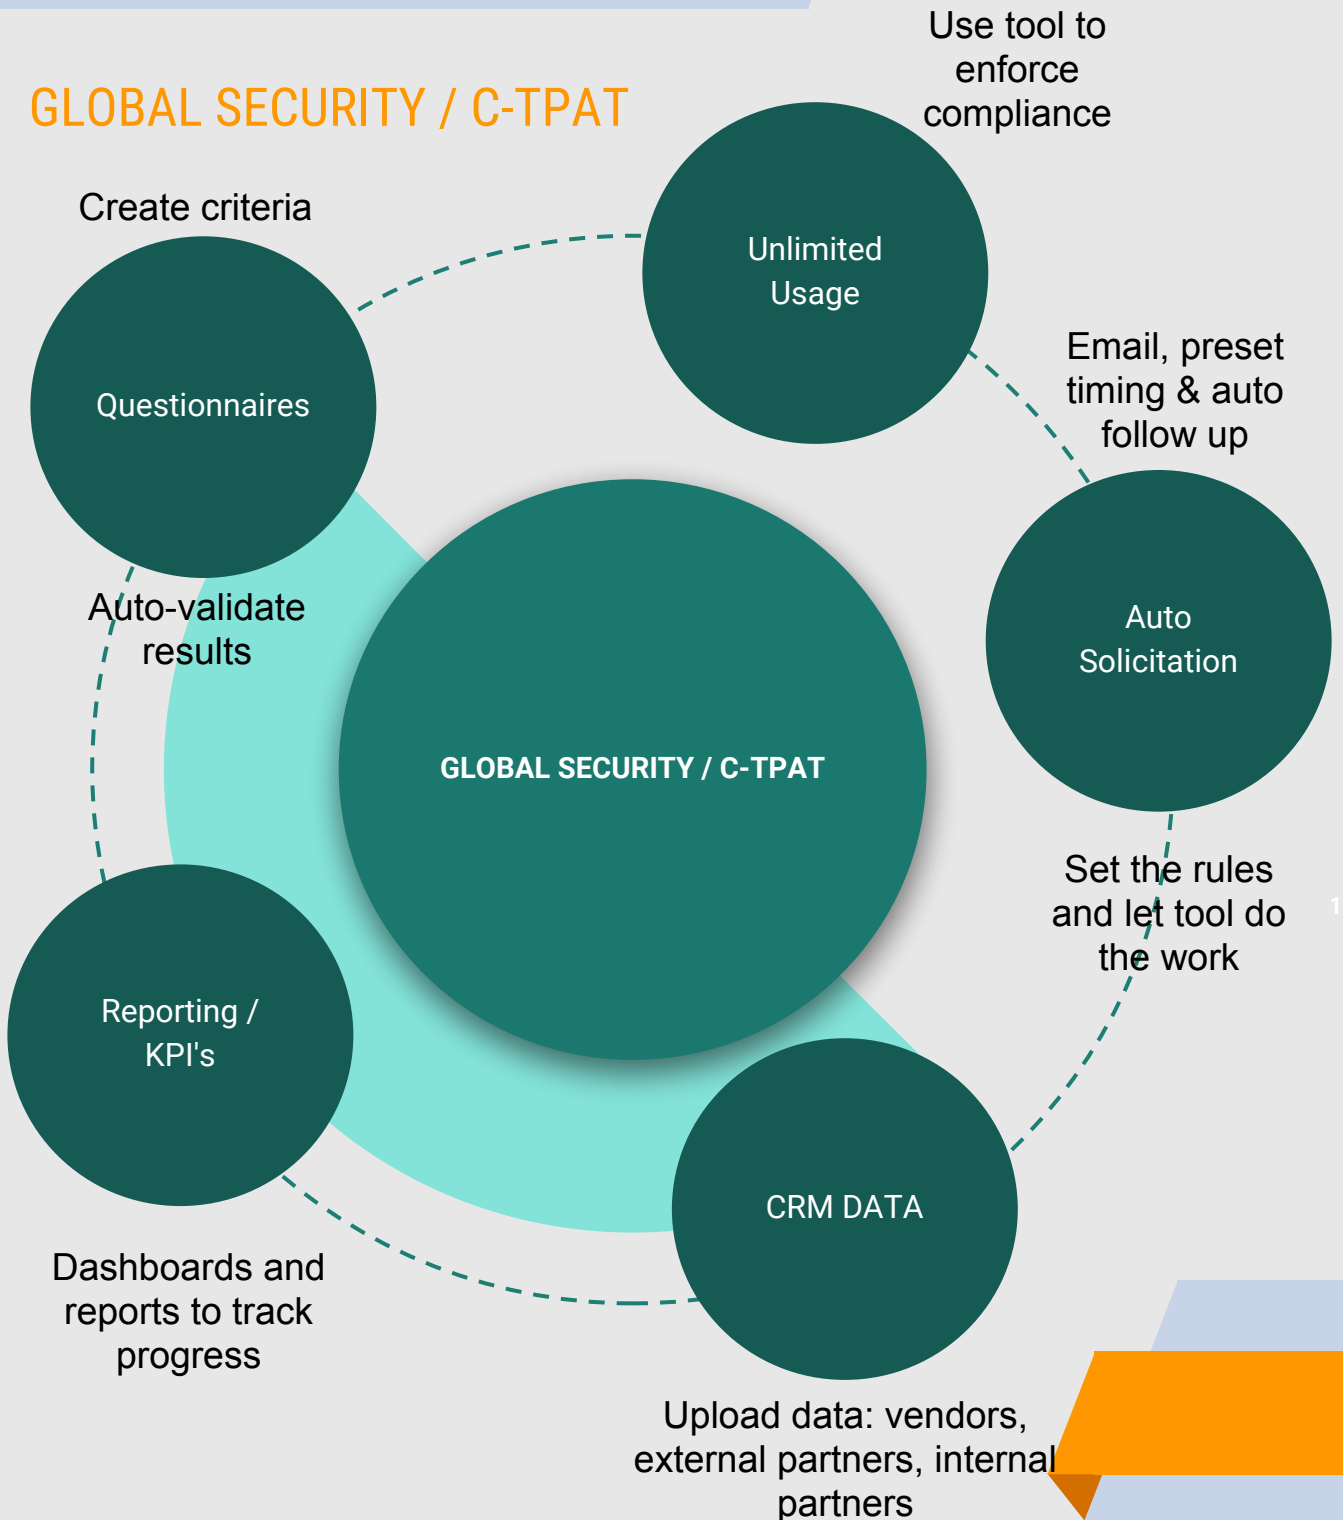 GLOBAL SECURITY / C-TPAT
Use tool to
enforce
compliance
Create criteria
Unlimited
Usage
Questionnaires
Email, preset
timing & auto
follow up
Auto-validate
results
Auto
Solicitation
GLOBAL SECURITY / C-TPAT
Set the rules
and let tool do
the work
1
Reporting /
KPI's
CRM DATA
Dashboards and
reports to track
progress
Upload data: vendors,
external partners, internal
partners